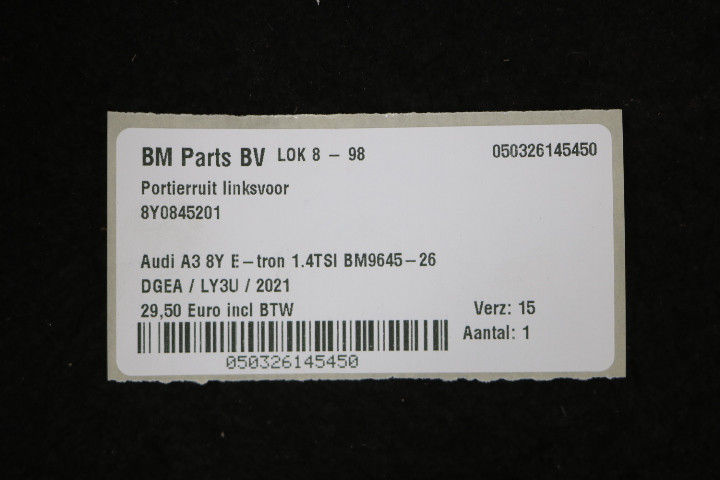 BM Parts BV LOK 8 - 98 050326145450
Portierruit linksvoor
8Y0845201
Audi A3 8Y E-tron 1.4TSI BM9645-26
DGEA / LY3U / 2021
29,50 Euro incl BTW Verz: 15
Aantal: 1
050326145450